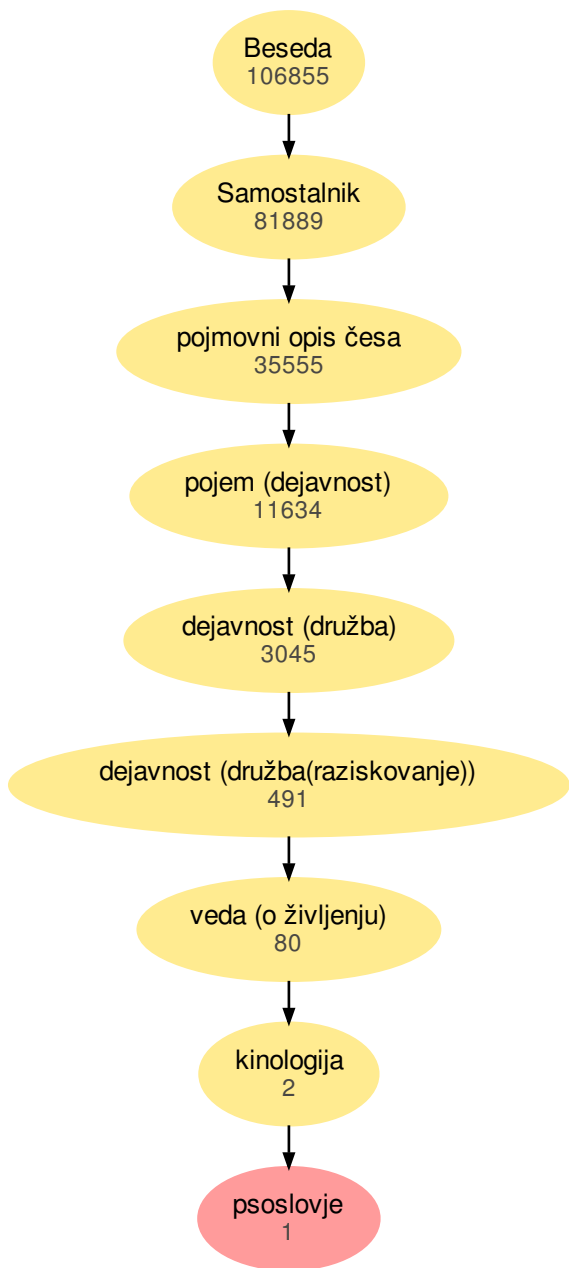 Beseda
106855
Samostalnik
81889
pojmovni opis česa
35555
pojem (dejavnost)
11634
dejavnost (družba)
3045
dejavnost (družba(raziskovanje))
491
veda (o življenju)
80
kinologija
2
psoslovje
1